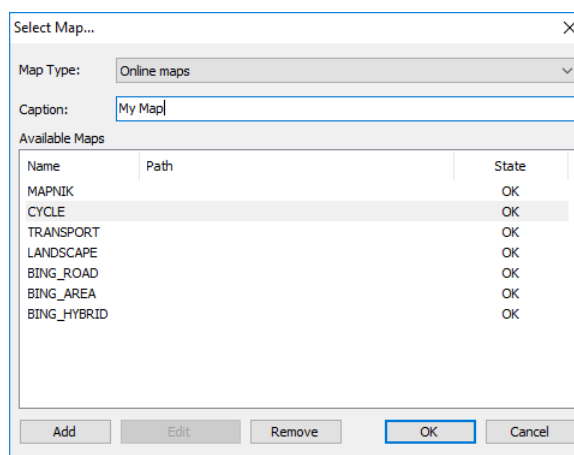 Select Map...
Map Type: Online maps
Caption: My Map
Available Maps
Name Path State
MAPNIK OK
CYCLE OK
TRANSPORT OK
LANDSCAPE OK
BING_ROAD OK
BING_AREA OK
BING_HYBRID OK
Add Edit Remove OK Cancel